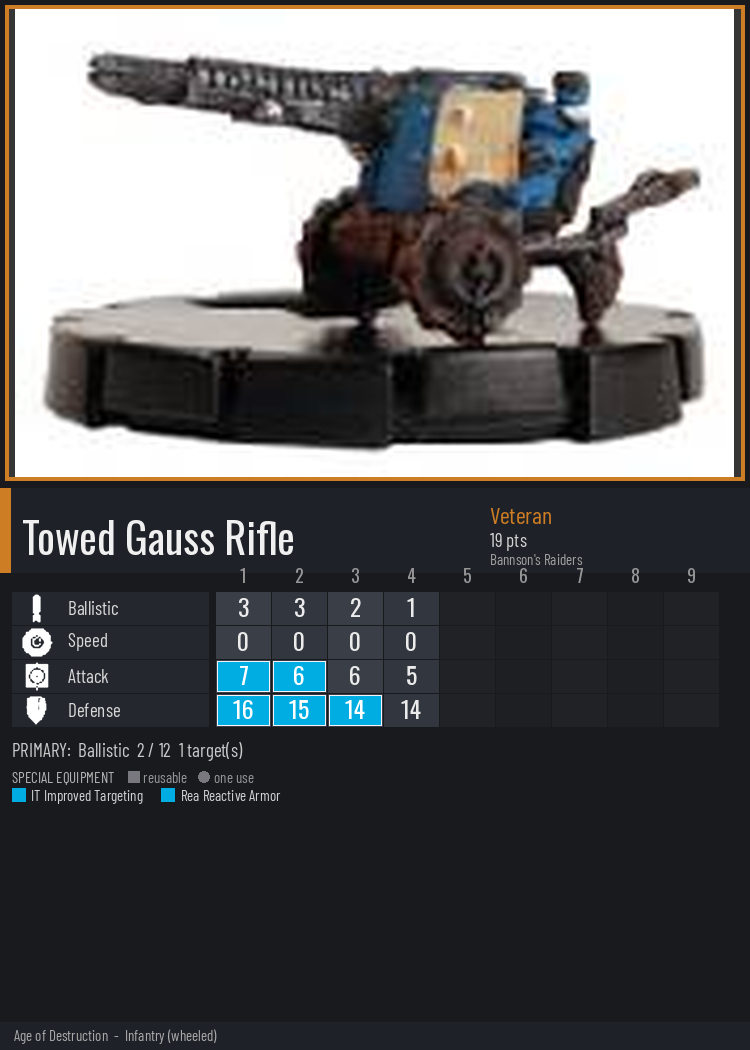 Towed Gauss Rifle
Veteran
19 pts
Bannson's Raiders
1 2 3 4 5 6 7 8 9
Ballistic 3 3 2 1
Speed 0 0 0 0
Attack 7 6 6 5
Defense 16 15 14 14
PRIMARY: Ballistic 2 / 12 1 target(s)
SPECIAL EQUIPMENT reusable one use
IT Improved Targeting Rea Reactive Armor
Age of Destruction - Infantry (wheeled)